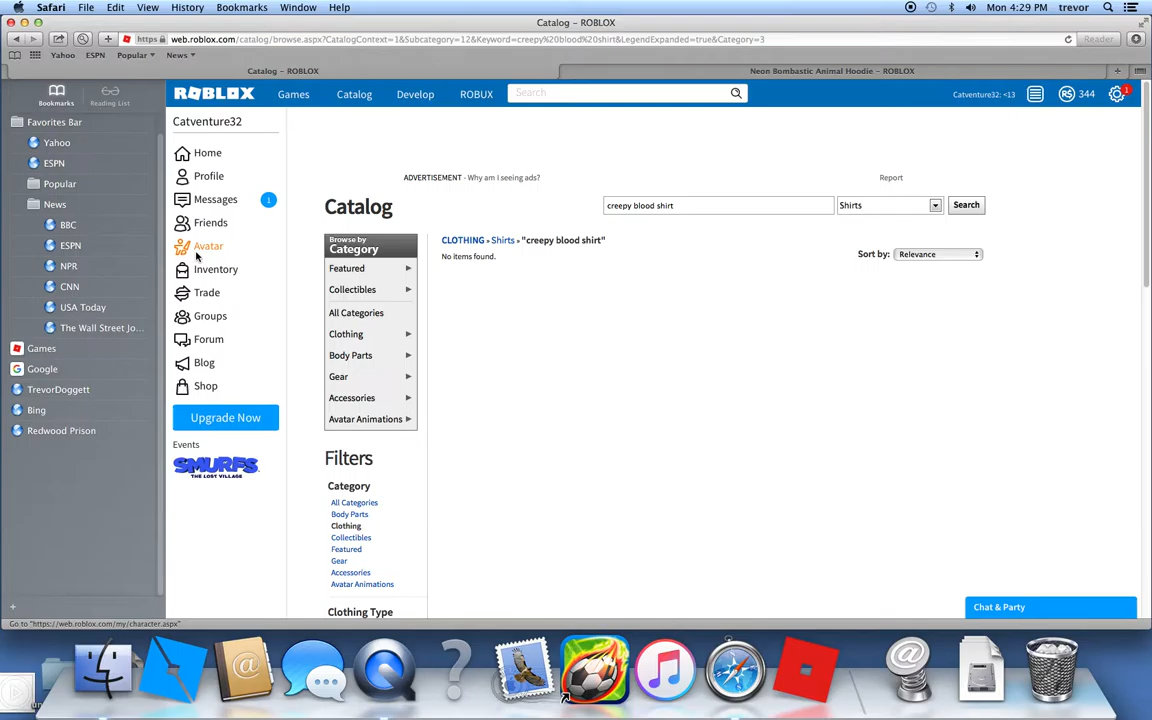 Safari File Edit View History Bookmarks Window Help Mon 4:29 PM trevor
Catalog – ROBLOX
https web.roblox.com/catalog/browse.aspx?CatalogContext=1&Subcategory=12&Keyword=creepy%20blood%20shirt&LegendExpanded=true&Category=3 Reader
Yahoo ESPN Popular News
Catalog – ROBLOX Neon Bombastic Animal Hoodie – ROBLOX
Bookmarks Reading List
Favorites Bar
Yahoo
ESPN
Popular
News
BBC
ESPN
NPR
CNN
USA Today
The Wall Street Jo...
Games
Google
TrevorDoggett
Bing
Redwood Prison
ROBLOX Games Catalog Develop ROBUX Search Catventure32: <13 R$ 344 1
Catventure32
Home
Profile
Messages 1
Friends
Avatar
Inventory
Trade
Groups
Forum
Blog
Shop
Upgrade Now
Events
SMURFS
THE LOST VILLAGE
ADVERTISEMENT - Why am I seeing ads? Report
Catalog creepy blood shirt Shirts Search
Browse by
Category
Featured
Collectibles
All Categories
Clothing
Body Parts
Gear
Accessories
Avatar Animations
CLOTHING » Shirts » "creepy blood shirt"
No items found.
Sort by: Relevance
Filters
Category
All Categories
Body Parts
Clothing
Collectibles
Featured
Gear
Accessories
Avatar Animations
Clothing Type
Chat & Party
Go to "https://web.roblox.com/my/character.aspx"